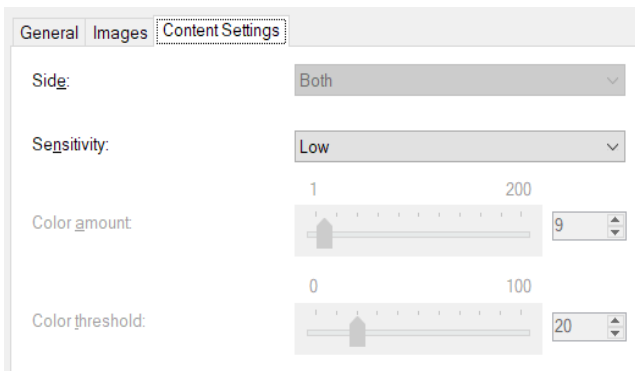 General Images Content Settings
Side: Both
Sensitivity: Low
1 200
Color amount: 9
0 100
Color threshold: 20